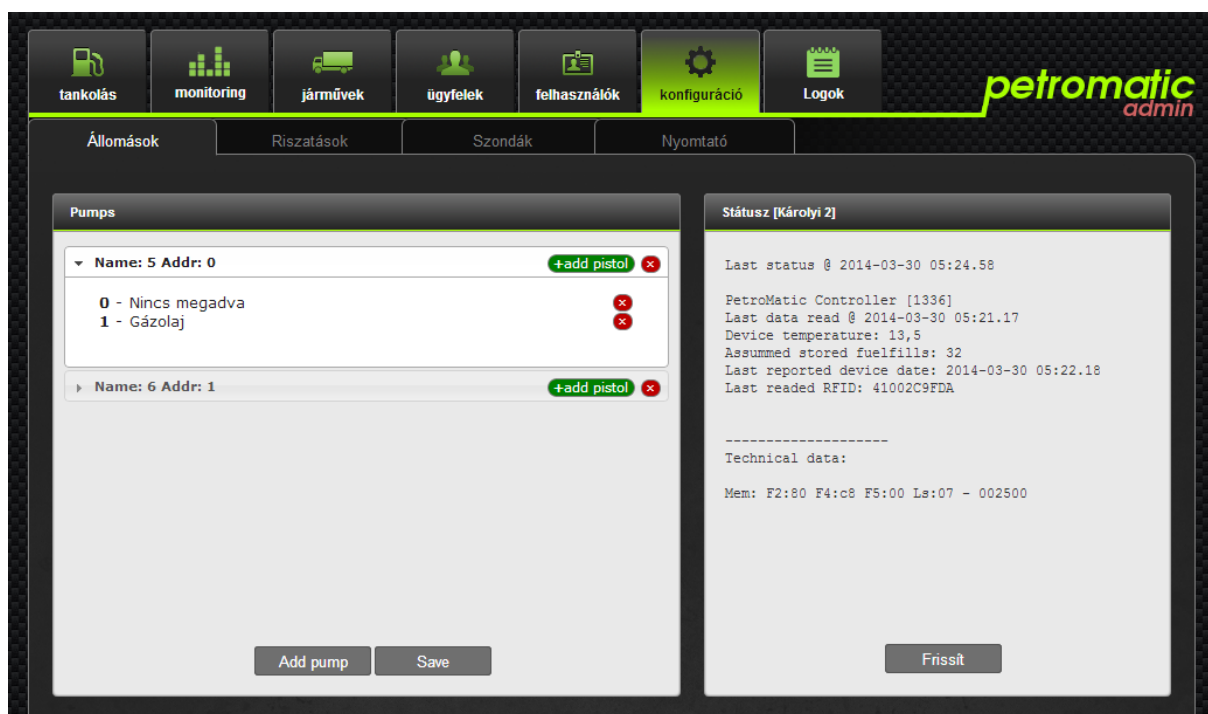 tankolás
monitoring
járművek
ügyfelek
felhasználók
konfiguráció
Logok
petromatic
admin
Állomások
Riszatások
Szondák
Nyomtató
Pumps
Name: 5 Addr: 0
+add pistol
0 - Nincs megadva
1 - Gázolaj
Name: 6 Addr: 1
+add pistol
Add pump
Save
Státusz [Károlyi 2]
Last status @ 2014-03-30 05:24.58
PetroMatic Controller [1336]
Last data read @ 2014-03-30 05:21.17
Device temperature: 13,5
Assummed stored fuelfills: 32
Last reported device date: 2014-03-30 05:22.18
Last readed RFID: 41002C9FDA
--------------------
Technical data:
Mem: F2:80 F4:c8 F5:00 Ls:07 - 002500
Frissít